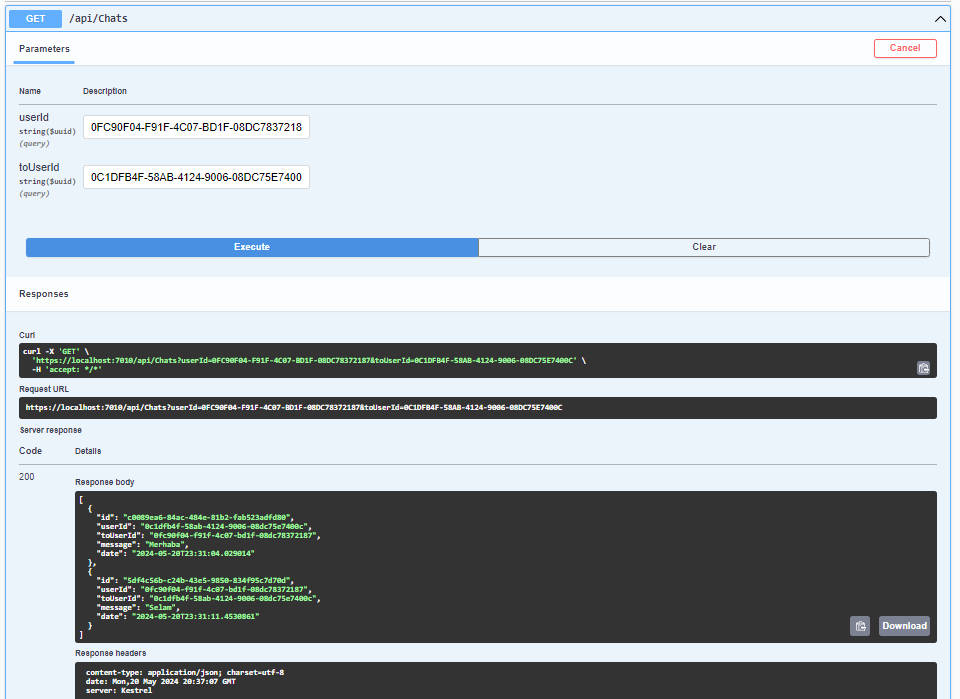 GET /api/Chats
Parameters
Cancel
Name Description
userId
string($uuid)
(query)
0FC90F04-F91F-4C07-BD1F-08DC7837218
toUserId
string($uuid)
(query)
0C1DFB4F-58AB-4124-9006-08DC75E7400
Execute Clear
Responses
Curl
curl -X 'GET' \
'https://localhost:7010/api/Chats?userId=0FC90F04-F91F-4C07-BD1F-08DC78372187&toUserId=0C1DFB4F-58AB-4124-9006-08DC75E7400C' \
-H 'accept: */*'
Request URL
https://localhost:7010/api/Chats?userId=0FC90F04-F91F-4C07-BD1F-08DC78372187&toUserId=0C1DFB4F-58AB-4124-9006-08DC75E7400C
Server response
Code Details
200
Response body
[
{
"id": "c0089ea6-84ac-484e-81b2-fab523adfd80",
"userId": "0c1dfb4f-58ab-4124-9006-08dc75e7400c",
"toUserId": "0fc90f04-f91f-4c07-bd1f-08dc78372187",
"message": "Merhaba",
"date": "2024-05-20T23:31:04.029014"
},
{
"id": "5df4c56b-c24b-43e5-9850-834f95c7d70d",
"userId": "0fc90f04-f91f-4c07-bd1f-08dc78372187",
"toUserId": "0c1dfb4f-58ab-4124-9006-08dc75e7400c",
"message": "Selam",
"date": "2024-05-20T23:31:11.4530861"
}
]
Download
Response headers
content-type: application/json; charset=utf-8
date: Mon,20 May 2024 20:37:07 GMT
server: Kestrel